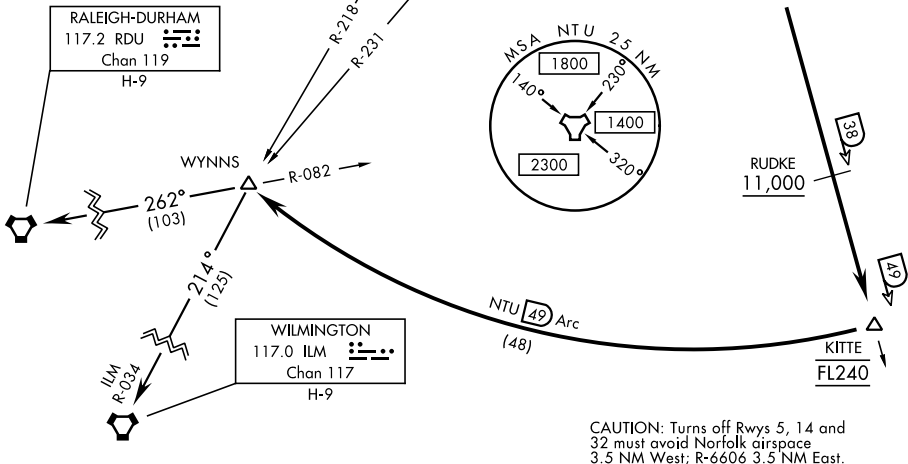 RALEIGH-DURHAM
117.2 RDU
Chan 119
H-9
R-218
R-231
MSA NTU 25 NM
1800
140°
230°
1400
2300
320°
38
RUDKE
11,000
WYNNS
R-082
262°
(103)
214°
(125)
49
NTU 49 Arc
(48)
KITTE
FL240
WILMINGTON
117.0 ILM
Chan 117
H-9
ILM
R-034
CAUTION: Turns off Rwys 5, 14 and
32 must avoid Norfolk airspace
3.5 NM West; R-6606 3.5 NM East.